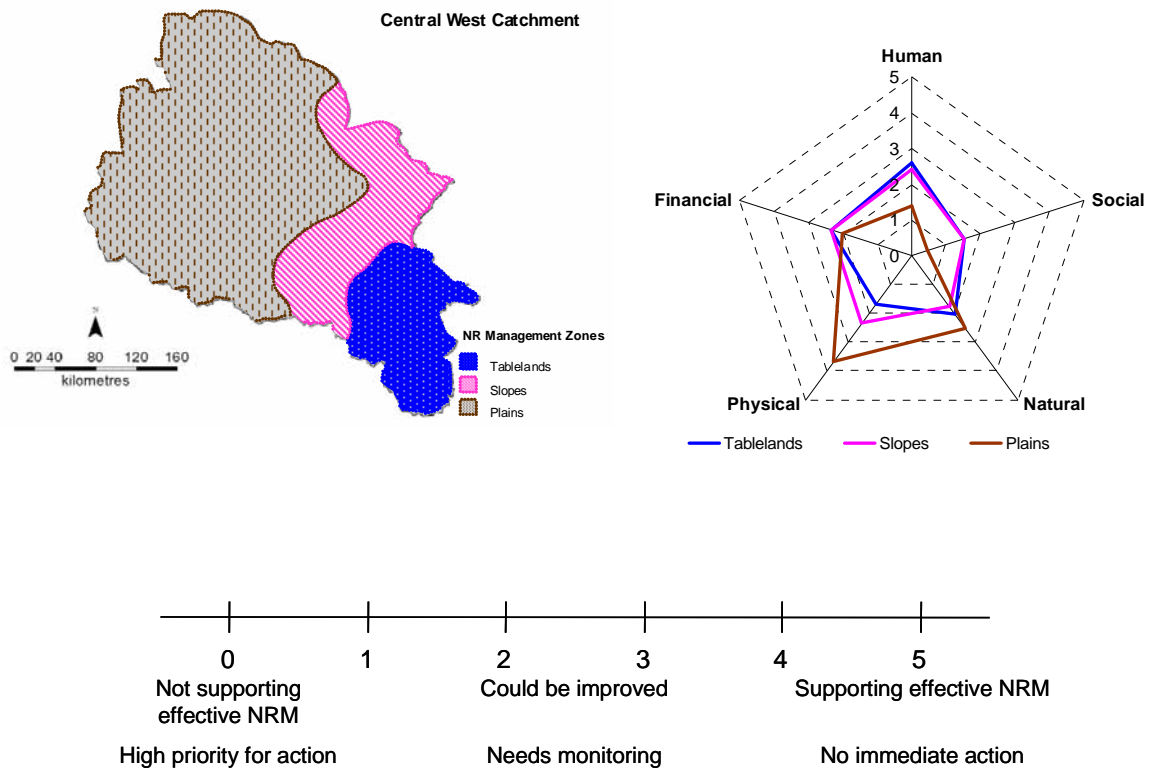 Central West Catchment
N
0 20 40 80 120 160
kilometres
NR Management Zones
Tablelands
Slopes
Plains
Human
5
4
3
2
1
0
Financial
Social
Physical
Natural
Tablelands Slopes Plains
0 1 2 3 4 5
Not supporting Could be improved Supporting effective NRM
effective NRM
High priority for action Needs monitoring No immediate action